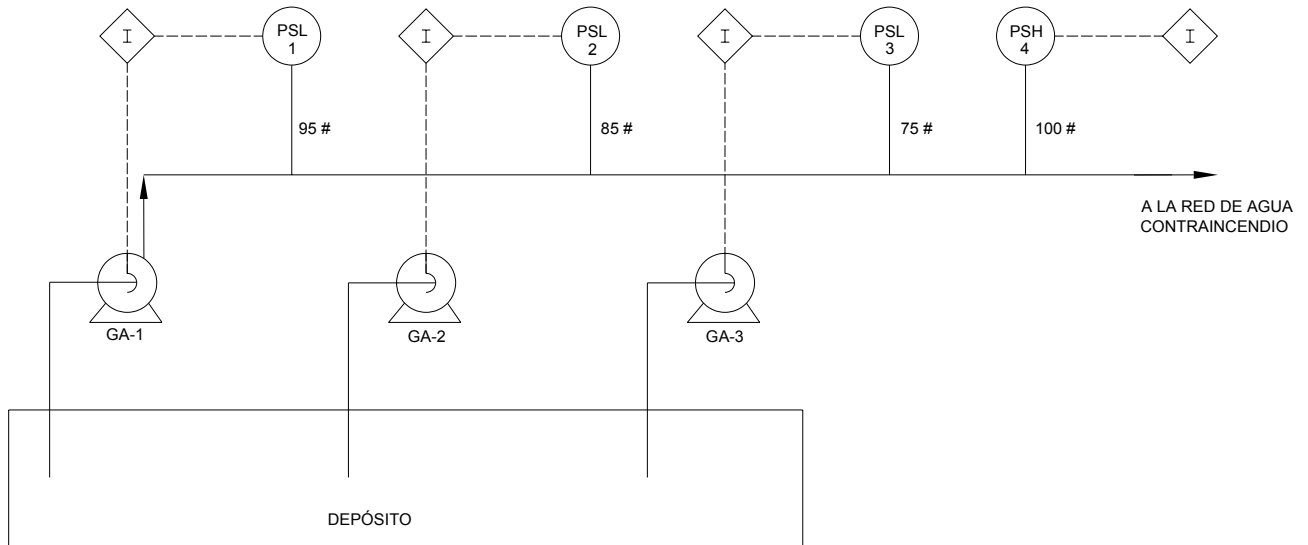 I
PSL
1
I
PSL
2
I
PSL
3
PSH
4
I
95 #
85 #
75 #
100 #
A LA RED DE AGUA
CONTRAINCENDIO
GA-1
GA-2
GA-3
DEPÓSITO